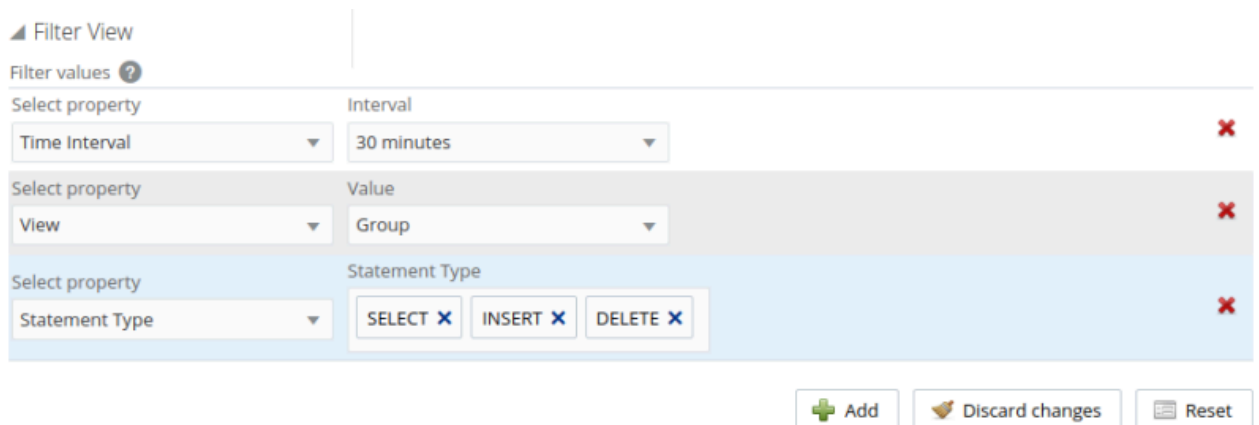 Filter View
Filter values ?
Select property Interval
Time Interval 30 minutes
Select property Value
View Group
Select property Statement Type
Statement Type SELECT INSERT DELETE
Add Discard changes Reset